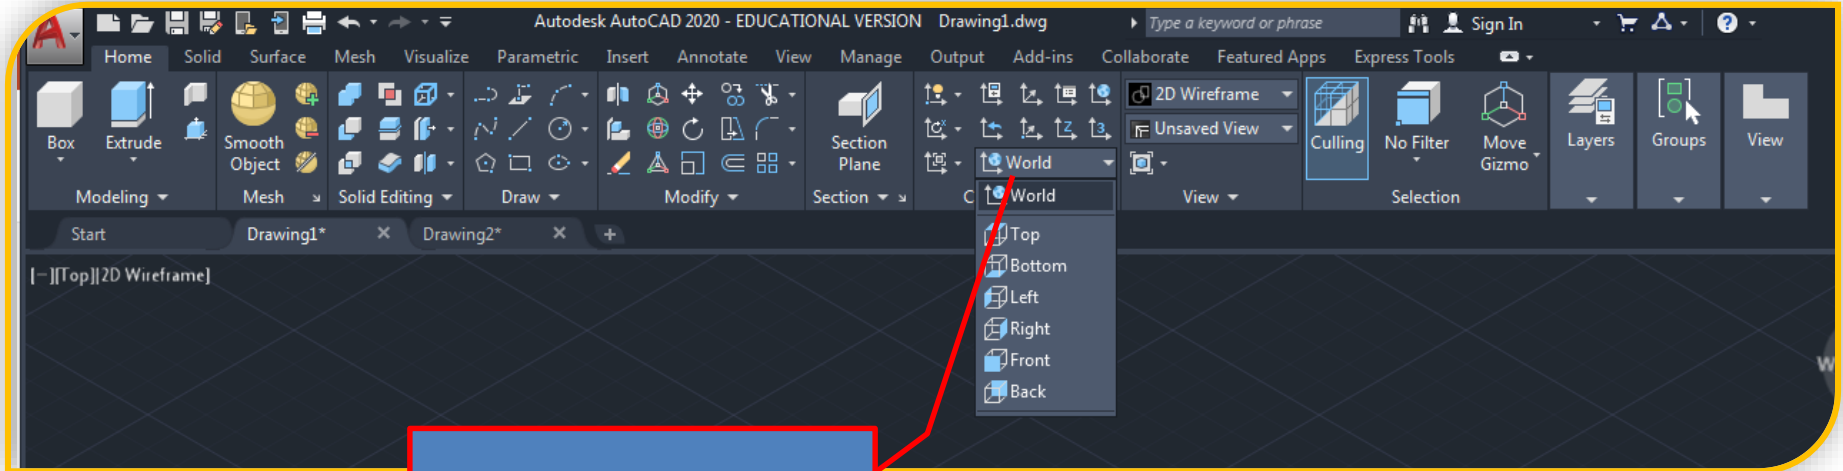 Autodesk AutoCAD 2020 - EDUCATIONAL VERSION Drawing1.dwg Type a keyword or phrase Sign In
Home Solid Surface Mesh Visualize Parametric Insert Annotate View Manage Output Add-ins Collaborate Featured Apps Express Tools
2D Wireframe
Unsaved View
Box Extrude Smooth Object Section Plane Culling No Filter Move Gizmo Layers Groups View
World
Modeling Mesh Solid Editing Draw Modify Section C View Selection
World
Start Drawing1* Drawing2*
Top
Bottom
Left
Right
Front
Back
[−][Top][2D Wireframe]
W